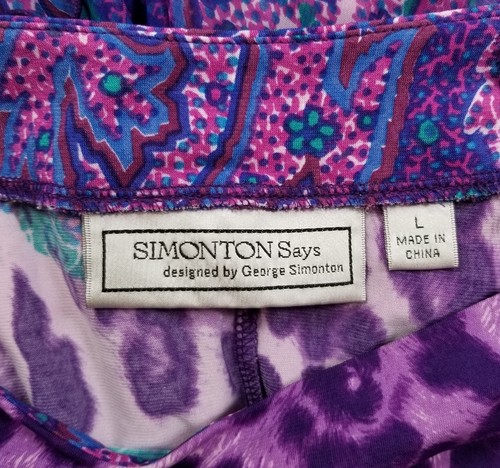 SIMONTON Says
designed by George Simonton
L
MADE IN
CHINA